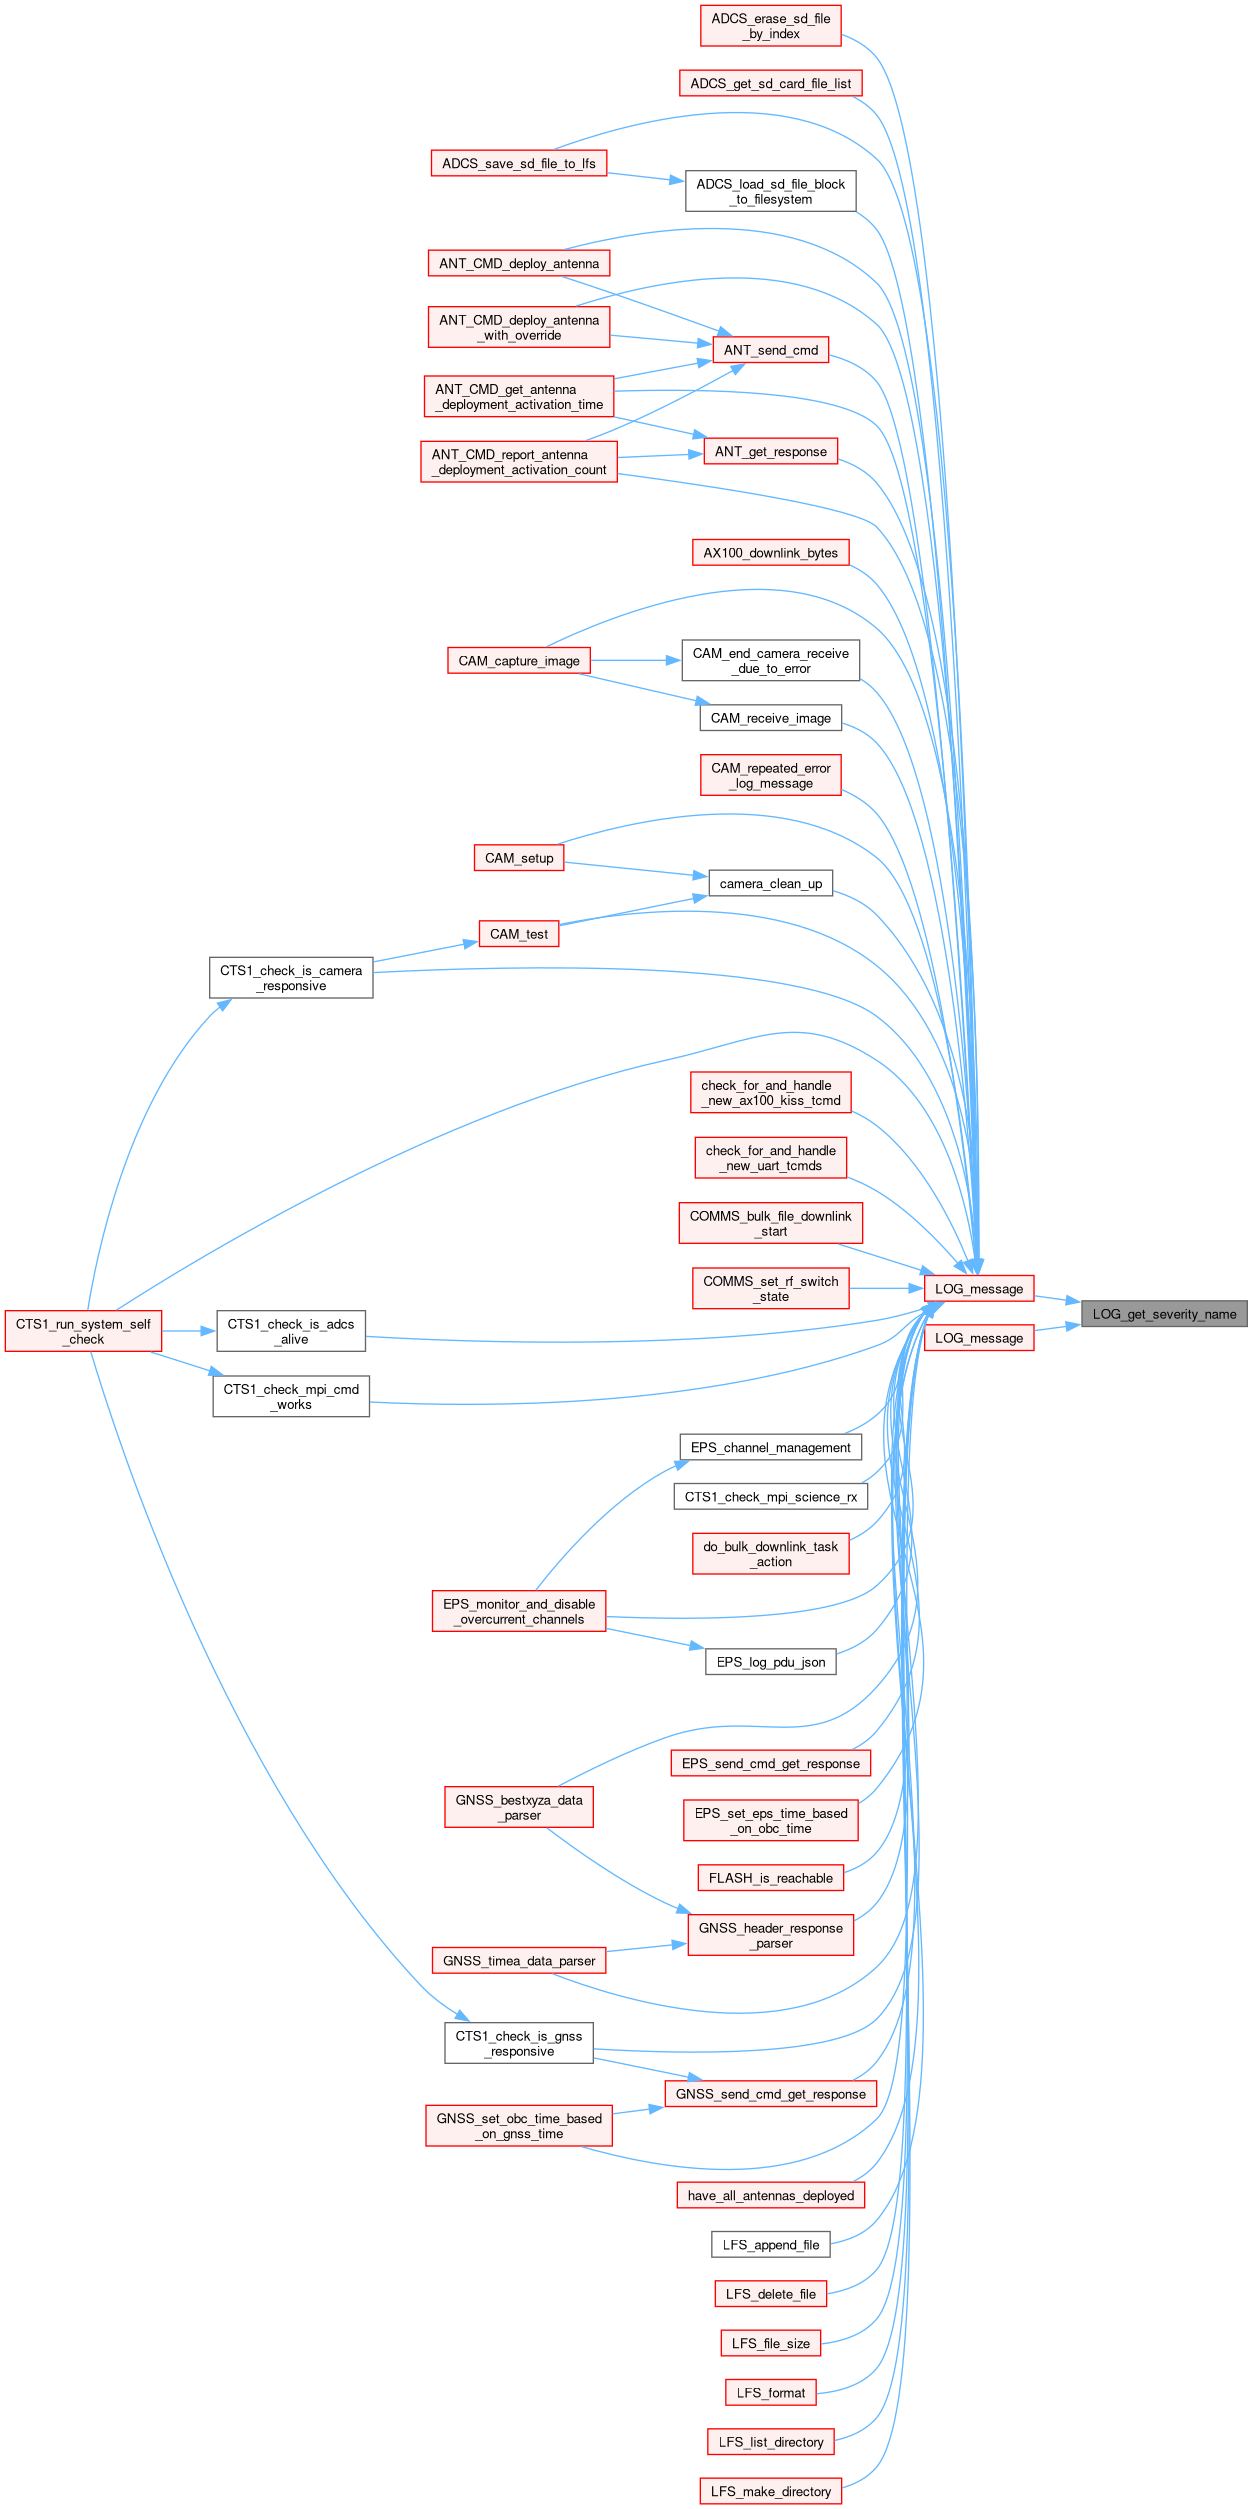 ADCS_erase_sd_file
_by_index
ADCS_get_sd_card_file_list
ADCS_save_sd_file_to_lfs
ADCS_load_sd_file_block
_to_filesystem
ANT_CMD_deploy_antenna
ANT_CMD_deploy_antenna
_with_override
ANT_send_cmd
ANT_CMD_get_antenna
_deployment_activation_time
ANT_CMD_report_antenna
_deployment_activation_count
ANT_get_response
AX100_downlink_bytes
CAM_capture_image
CAM_end_camera_receive
_due_to_error
CAM_receive_image
CAM_repeated_error
_log_message
CAM_setup
camera_clean_up
CAM_test
CTS1_check_is_camera
_responsive
check_for_and_handle
_new_ax100_kiss_tcmd
check_for_and_handle
_new_uart_tcmds
COMMS_bulk_file_downlink
_start
COMMS_set_rf_switch
_state
LOG_message
LOG_get_severity_name
LOG_message
CTS1_run_system_self
_check
CTS1_check_is_adcs
_alive
CTS1_check_mpi_cmd
_works
EPS_channel_management
CTS1_check_mpi_science_rx
do_bulk_downlink_task
_action
EPS_monitor_and_disable
_overcurrent_channels
EPS_log_pdu_json
EPS_send_cmd_get_response
GNSS_bestxyza_data
_parser
EPS_set_eps_time_based
_on_obc_time
FLASH_is_reachable
GNSS_header_response
_parser
GNSS_timea_data_parser
CTS1_check_is_gnss
_responsive
GNSS_send_cmd_get_response
GNSS_set_obc_time_based
_on_gnss_time
have_all_antennas_deployed
LFS_append_file
LFS_delete_file
LFS_file_size
LFS_format
LFS_list_directory
LFS_make_directory